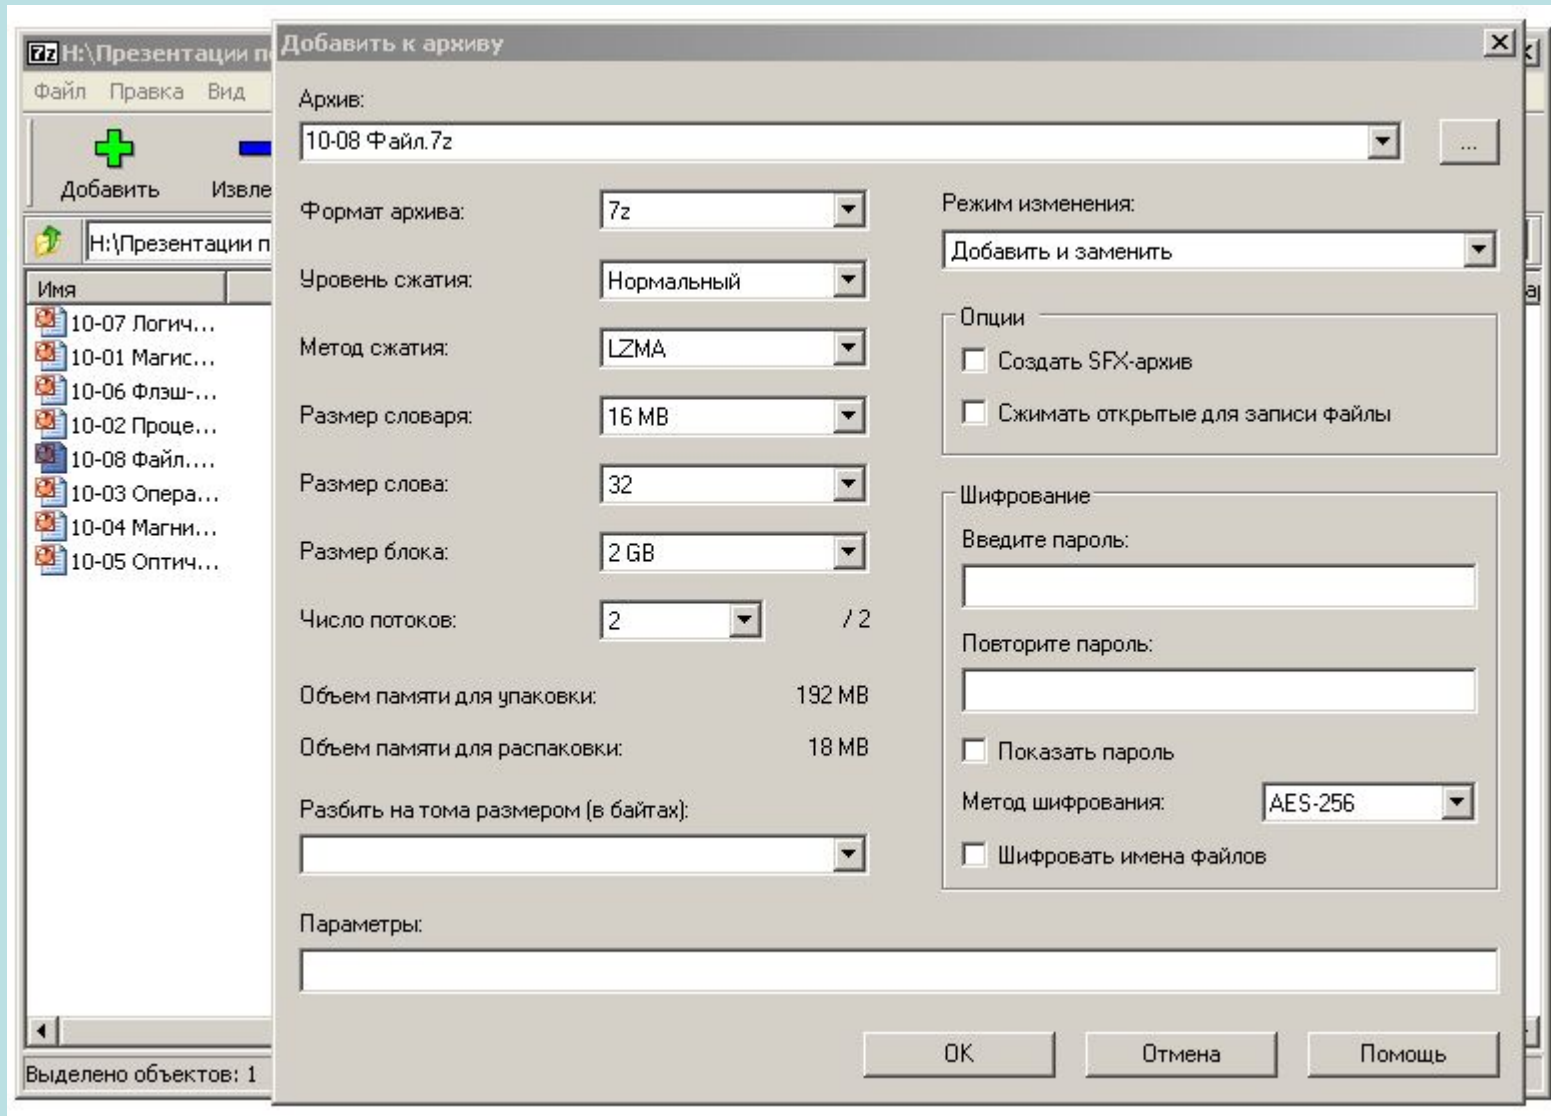 7z H:\Презентации п
Файл Правка Вид
Добавить Извле
H:\Презентации п
Имя
10-07 Логич...
10-01 Магис...
10-06 Флэш-...
10-02 Проце...
10-08 Файл....
10-03 Опера...
10-04 Магни...
10-05 Оптич...
Выделено объектов: 1
Добавить к архиву
Архив:
10-08 Файл.7z
...
Формат архива: 7z
Уровень сжатия: Нормальный
Метод сжатия: LZMA
Размер словаря: 16 MB
Размер слова: 32
Размер блока: 2 GB
Число потоков: 2 / 2
Объем памяти для упаковки: 192 MB
Объем памяти для распаковки: 18 MB
Разбить на тома размером (в байтах):
Режим изменения:
Добавить и заменить
Опции
Создать SFX-архив
Сжимать открытые для записи файлы
Шифрование
Введите пароль:
Повторите пароль:
Показать пароль
Метод шифрования: AES-256
Шифровать имена файлов
Параметры:
OK Отмена Помощь